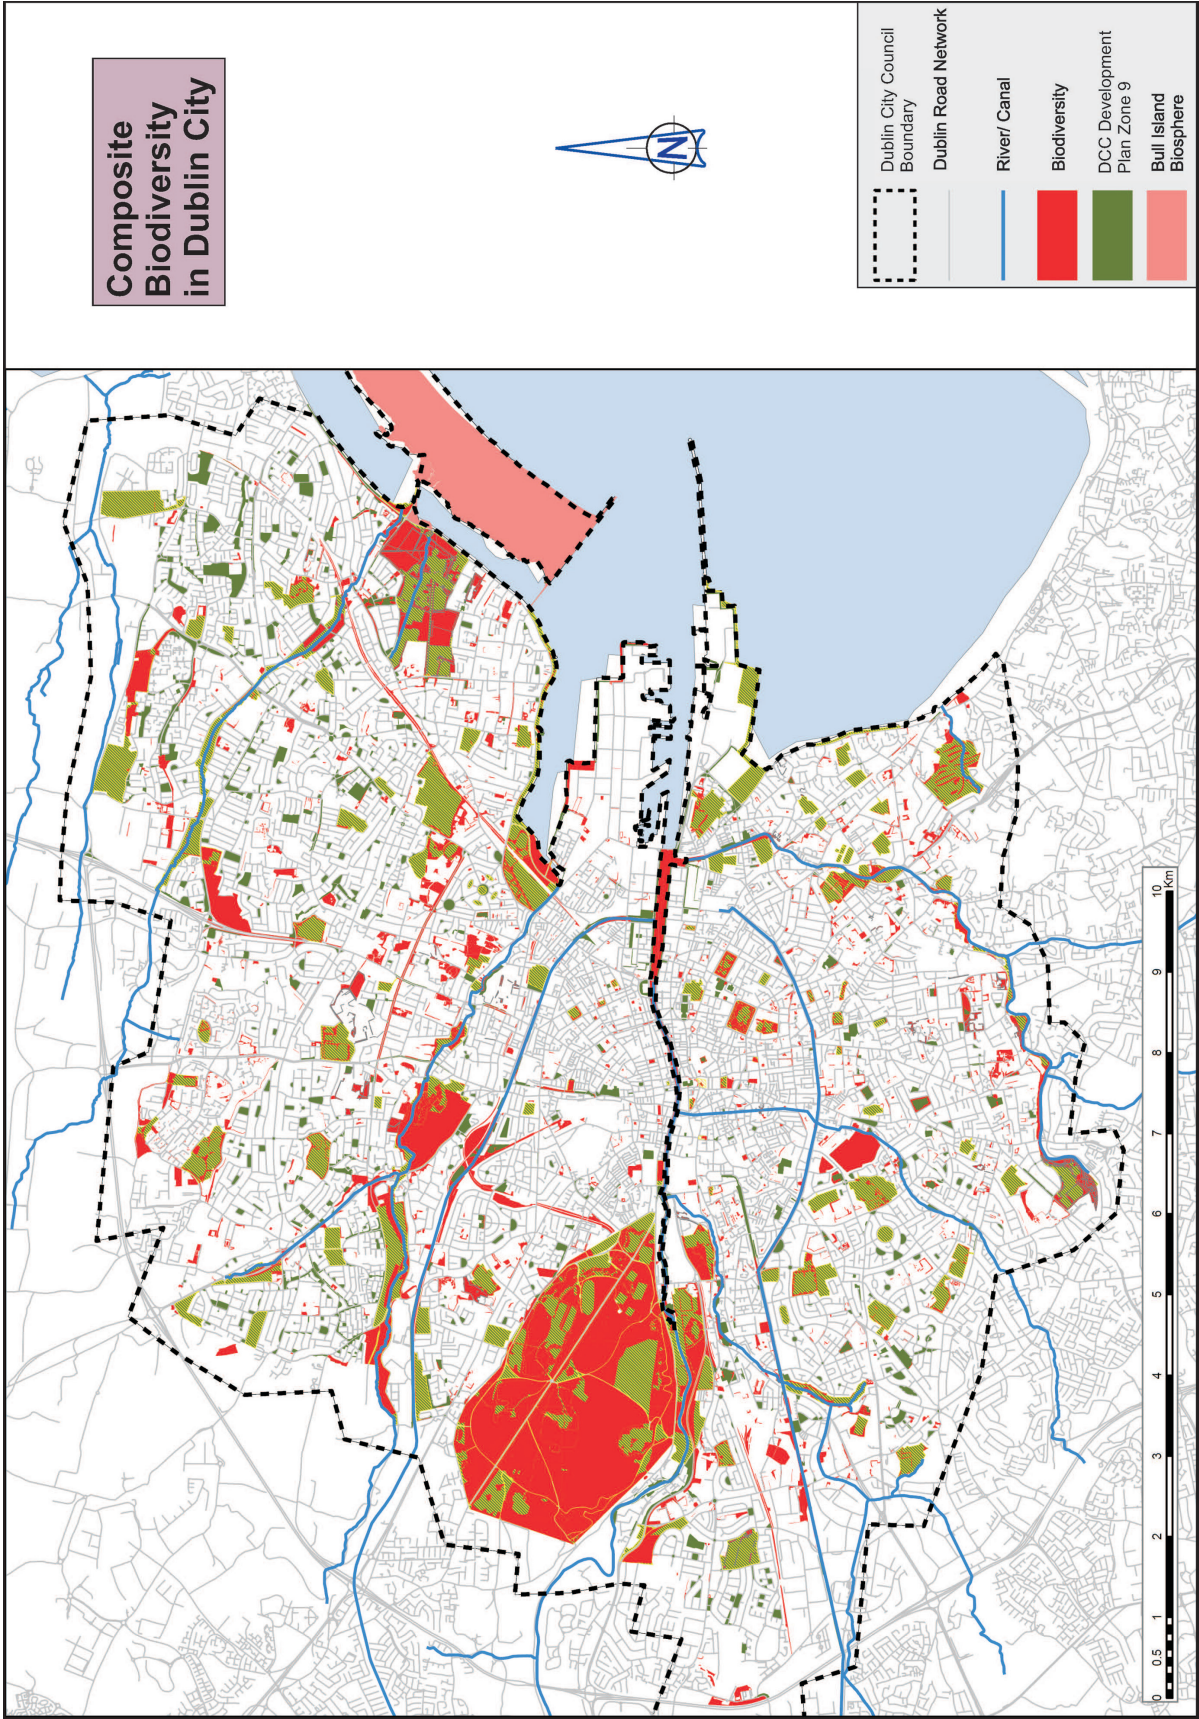 Composite
Biodiversity
in Dublin City
N
Dublin City Council
Boundary
Dublin Road Network
River/ Canal
Biodiversity
DCC Development
Plan Zone 9
Bull Island
Biosphere
0 0.5 1 2 3 4 5 6 7 8 9 10
Km